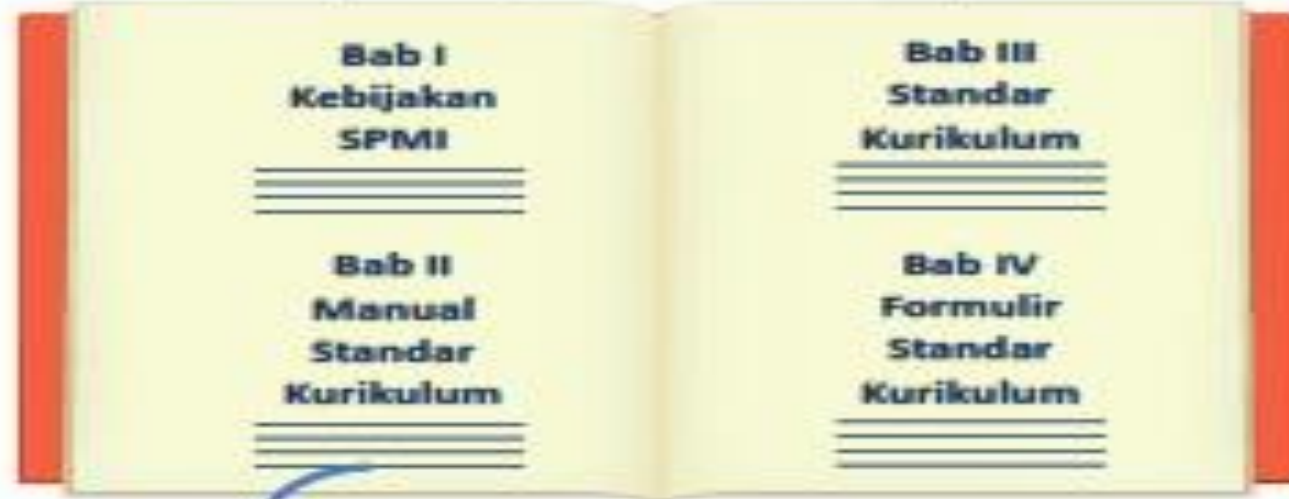 Bab I
Kebijakan
SPMI
Bab II
Manual
Standar
Kurikulum
Bab III
Standar
Kurikulum
Bab IV
Formulir
Standar
Kurikulum